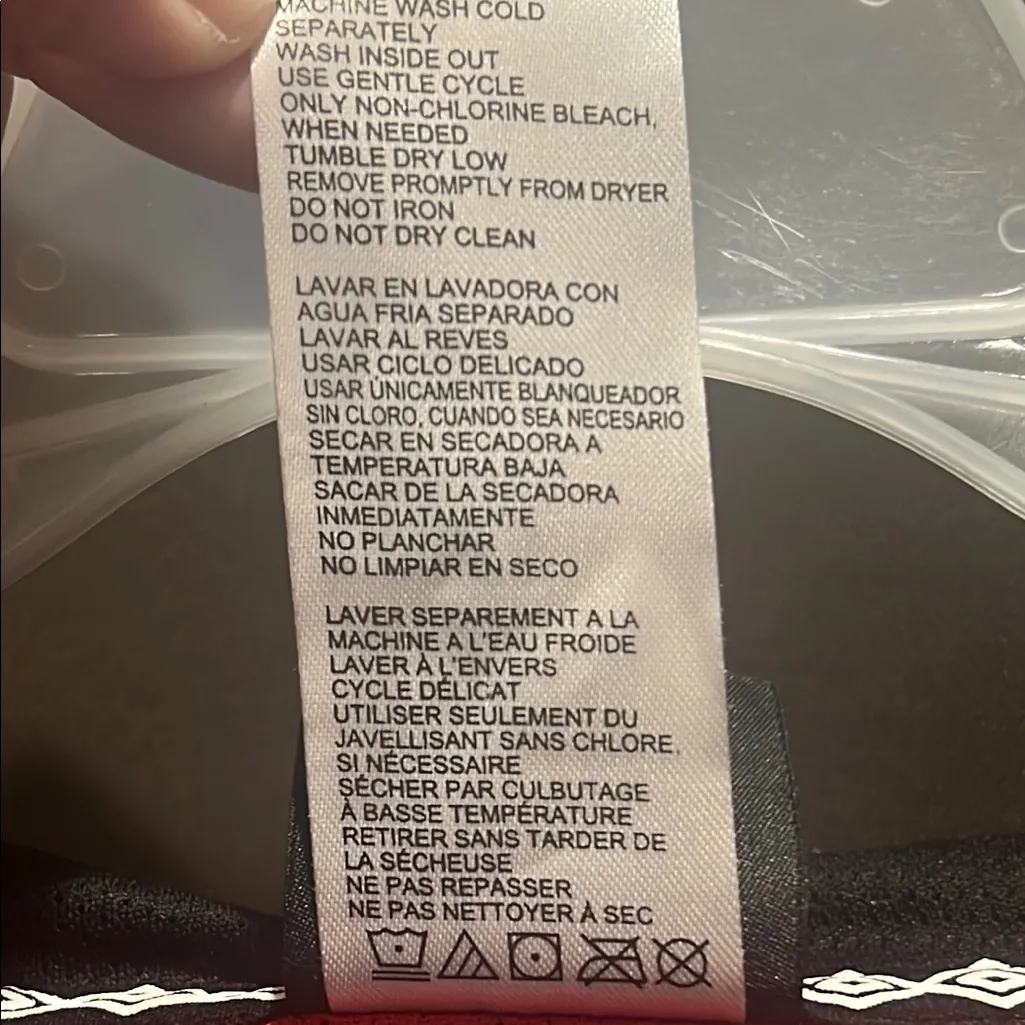 MACHINE WASH COLD
SEPARATELY
WASH INSIDE OUT
USE GENTLE CYCLE
ONLY NON-CHLORINE BLEACH,
WHEN NEEDED
TUMBLE DRY LOW
REMOVE PROMPTLY FROM DRYER
DO NOT IRON
DO NOT DRY CLEAN
LAVAR EN LAVADORA CON
AGUA FRIA SEPARADO
LAVAR AL REVES
USAR CICLO DELICADO
USAR ÚNICAMENTE BLANQUEADOR
SIN CLORO, CUANDO SEA NECESARIO
SECAR EN SECADORA A
TEMPERATURA BAJA
SACAR DE LA SECADORA
INMEDIATAMENTE
NO PLANCHAR
NO LIMPIAR EN SECO
LAVER SEPAREMENT A LA
MACHINE A L'EAU FROIDE
LAVER À L'ENVERS
CYCLE DÉLICAT
UTILISER SEULEMENT DU
JAVELLISANT SANS CHLORE,
SI NÉCESSAIRE
SÉCHER PAR CULBUTAGE
À BASSE TEMPÉRATURE
RETIRER SANS TARDER DE
LA SÉCHEUSE
NE PAS REPASSER
NE PAS NETTOYER À SEC